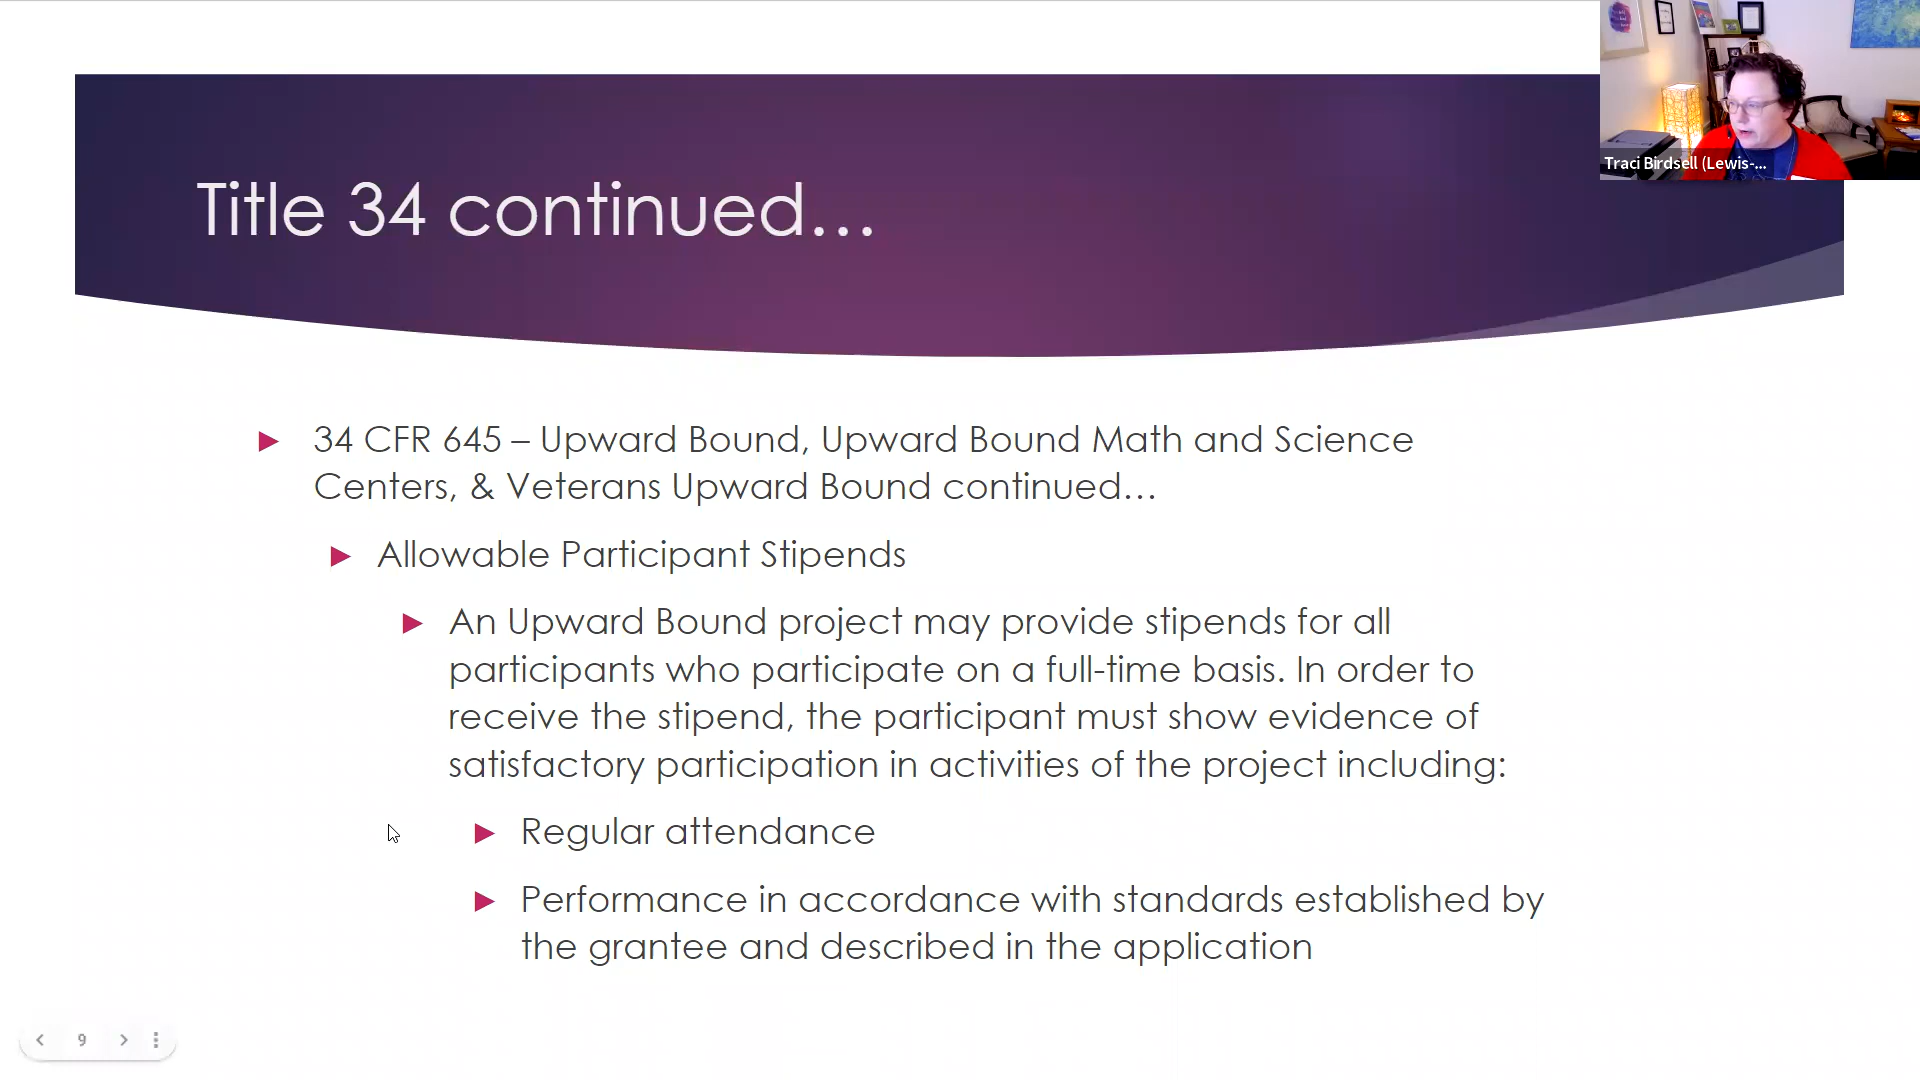 Traci Birdsell (Lewis-...
Title 34 continued...
34 CFR 645 – Upward Bound, Upward Bound Math and Science
Centers, & Veterans Upward Bound continued...
Allowable Participant Stipends
An Upward Bound project may provide stipends for all
participants who participate on a full-time basis. In order to
receive the stipend, the participant must show evidence of
satisfactory participation in activities of the project including:
Regular attendance
Performance in accordance with standards established by
the grantee and described in the application
9